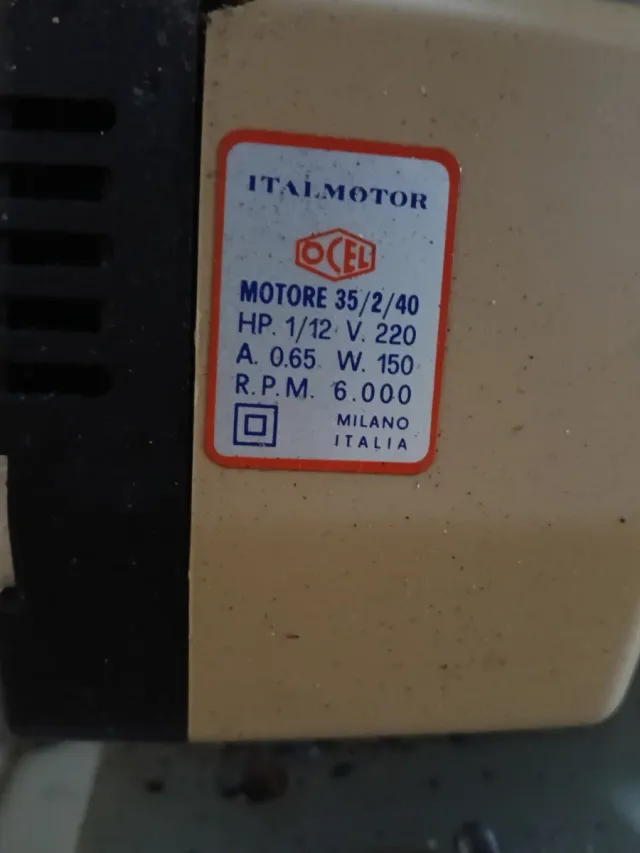 ITALMOTOR
OCEL
MOTORE 35/2/40
HP. 1/12 V. 220
A. 0.65 W. 150
R.P.M. 6.000
MILANO
ITALIA